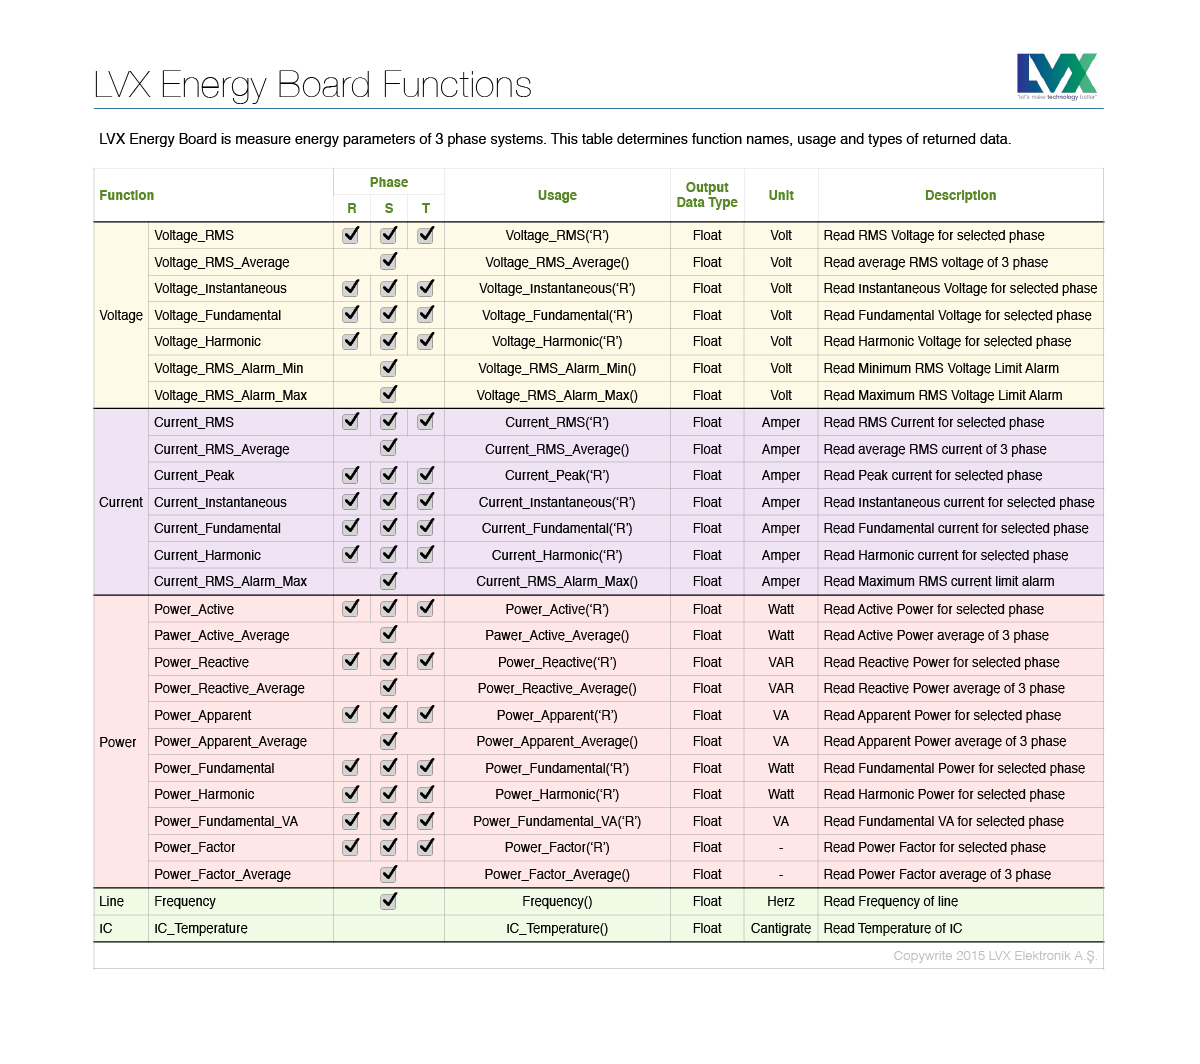 LVX Energy Board Functions
LVX
"let's make technology better"
LVX Energy Board is measure energy parameters of 3 phase systems. This table determines function names, usage and types of returned data.
Function Phase Usage Output Data Type Unit Description
R S T
Voltage
Voltage_RMS Voltage_RMS(‘R’) Float Volt Read RMS Voltage for selected phase
Voltage_RMS_Average Voltage_RMS_Average() Float Volt Read average RMS voltage of 3 phase
Voltage_Instantaneous Voltage_Instantaneous(‘R’) Float Volt Read Instantaneous Voltage for selected phase
Voltage_Fundamental Voltage_Fundamental(‘R’) Float Volt Read Fundamental Voltage for selected phase
Voltage_Harmonic Voltage_Harmonic(‘R’) Float Volt Read Harmonic Voltage for selected phase
Voltage_RMS_Alarm_Min Voltage_RMS_Alarm_Min() Float Volt Read Minimum RMS Voltage Limit Alarm
Voltage_RMS_Alarm_Max Voltage_RMS_Alarm_Max() Float Volt Read Maximum RMS Voltage Limit Alarm
Current
Current_RMS Current_RMS(‘R’) Float Amper Read RMS Current for selected phase
Current_RMS_Average Current_RMS_Average() Float Amper Read average RMS current of 3 phase
Current_Peak Current_Peak(‘R’) Float Amper Read Peak current for selected phase
Current_Instantaneous Current_Instantaneous(‘R’) Float Amper Read Instantaneous current for selected phase
Current_Fundamental Current_Fundamental(‘R’) Float Amper Read Fundamental current for selected phase
Current_Harmonic Current_Harmonic(‘R’) Float Amper Read Harmonic current for selected phase
Current_RMS_Alarm_Max Current_RMS_Alarm_Max() Float Amper Read Maximum RMS current limit alarm
Power
Power_Active Power_Active(‘R’) Float Watt Read Active Power for selected phase
Pawer_Active_Average Pawer_Active_Average() Float Watt Read Active Power average of 3 phase
Power_Reactive Power_Reactive(‘R’) Float VAR Read Reactive Power for selected phase
Power_Reactive_Average Power_Reactive_Average() Float VAR Read Reactive Power average of 3 phase
Power_Apparent Power_Apparent(‘R’) Float VA Read Apparent Power for selected phase
Power_Apparent_Average Power_Apparent_Average() Float VA Read Apparent Power average of 3 phase
Power_Fundamental Power_Fundamental(‘R’) Float Watt Read Fundamental Power for selected phase
Power_Harmonic Power_Harmonic(‘R’) Float Watt Read Harmonic Power for selected phase
Power_Fundamental_VA Power_Fundamental_VA(‘R’) Float VA Read Fundamental VA for selected phase
Power_Factor Power_Factor(‘R’) Float - Read Power Factor for selected phase
Power_Factor_Average Power_Factor_Average() Float - Read Power Factor average of 3 phase
Line Frequency Frequency() Float Herz Read Frequency of line
IC IC_Temperature IC_Temperature() Float Cantigrate Read Temperature of IC
Copywrite 2015 LVX Elektronik A.Ş.